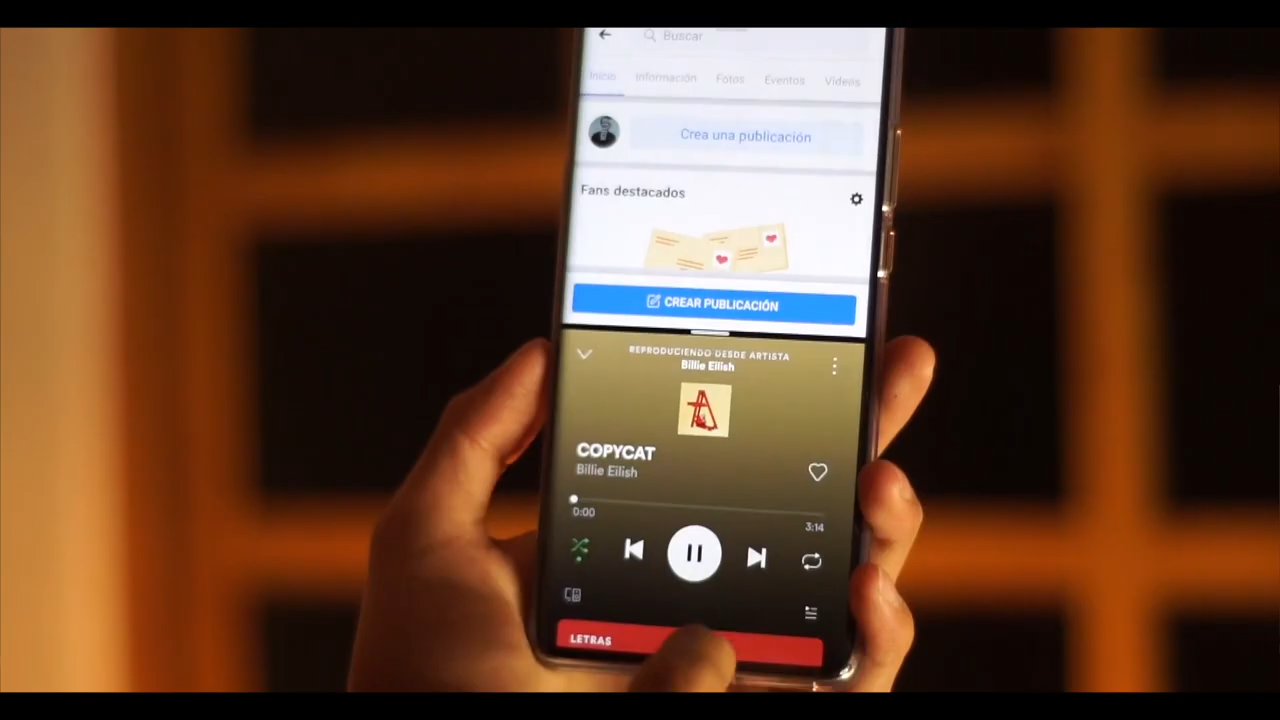 Buscar
Inicio Información Fotos Eventos Videos
Crea una publicación
Fans destacados
CREAR PUBLICACIÓN
REPRODUCIENDO DESDE ARTISTA
Billie Eilish
COPYCAT
Billie Eilish
0:00 3:14
LETRAS